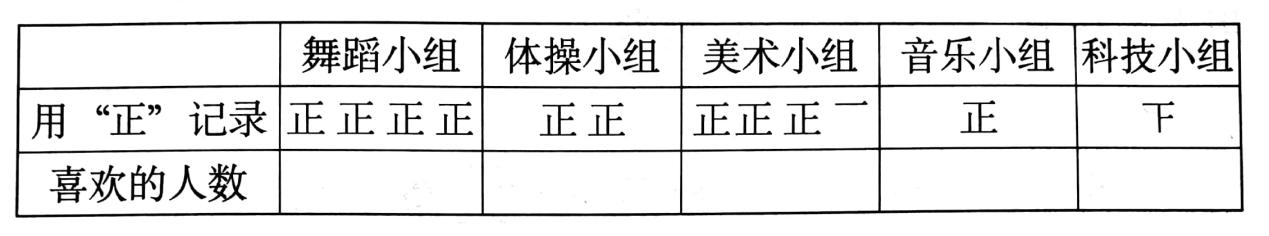 舞蹈小组 体操小组 美术小组 音乐小组 科技小组
用“正”记录 正 正 正 正 正 正 正 正 正 一 正 𠄟
喜欢的人数